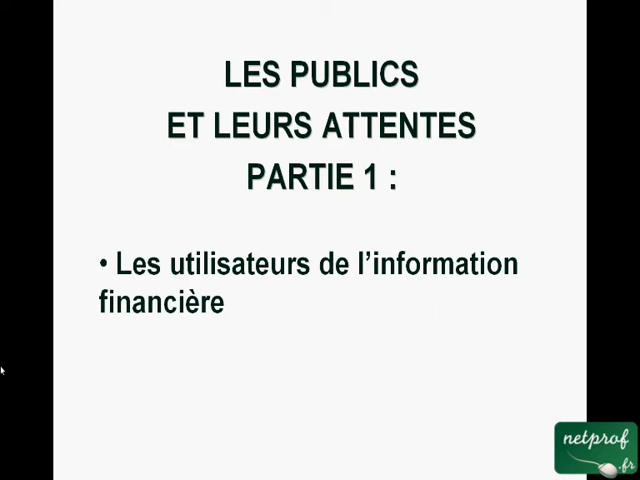 LES PUBLICS
ET LEURS ATTENTES
PARTIE 1 :
• Les utilisateurs de l’information
financière
netprof
.fr